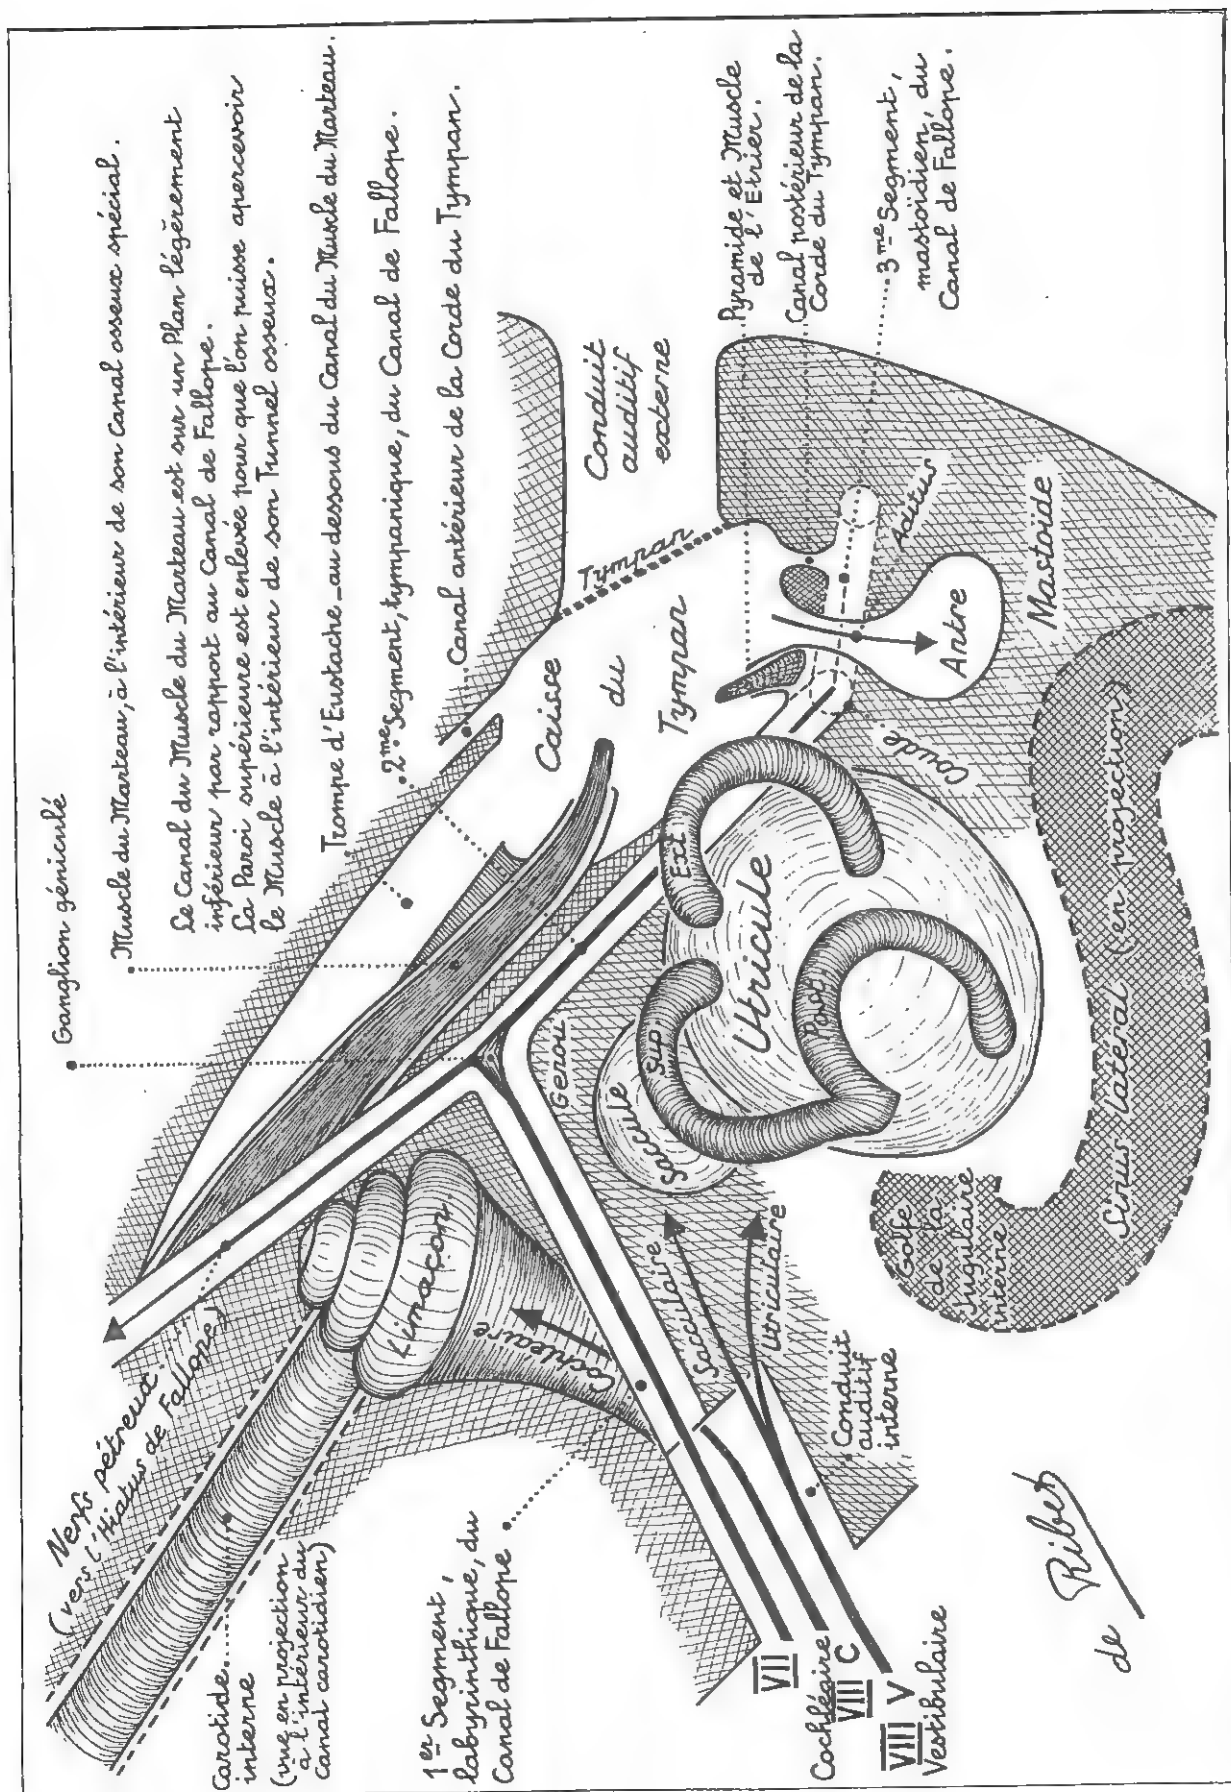 Ganglion géniculé
Muscle du Marteau, à l'intérieur de son Canal osseux spécial.
Le Canal du Muscle du Marteau est sur un Plan légèrement
inférieur par rapport au Canal de Fallope.
La Paroi supérieure est enlevée pour que l'on puisse apercevoir
le Muscle à l'intérieur de son Tunnel osseux.
Trompe d'Eustache _ au dessous du Canal du Muscle du Marteau.
2me Segment, tympanique, du Canal de Fallope.
Canal antérieur de la Corde du Tympan.
Conduit
auditif
externe
Pyramide et Muscle
de l'Etrier.
Canal postérieur de la
Corde du Tympan.
3me Segment,
mastoïdien, du
Canal de Fallope.
Nerfs pétreux
(vers l'Hiatus de Fallope)
Carotide
interne
(vue en projection
à l'intérieur du
Canal carotidien)
1er Segment,
labyrinthique, du
Canal de Fallope
Limaçon
Cochléaire
Tympan
Caisse
du
Tympan
Aditus
Antre
Mastoïde
Coude
Gerou
Saccule
Utricule
Sup
Ext
Post
Sacculaire
Utriculaire
Conduit
auditif
interne
Golfe
de la
Jugulaire
interne
Sinus latéral (en projection)
VII
Cochléaire
VIII C
VIII V
Vestibulaire
de Ribet